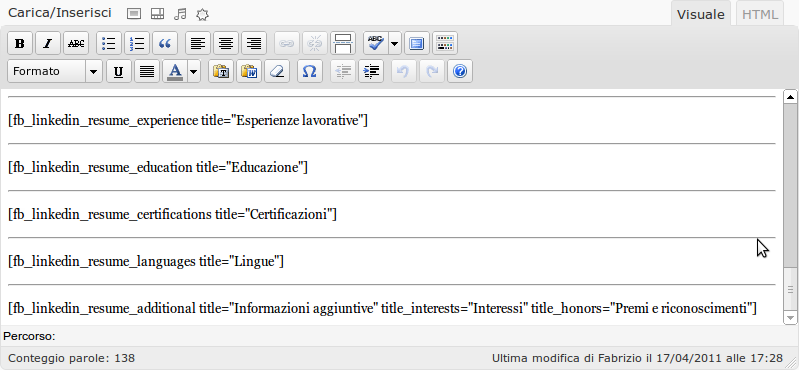 Carica/Inserisci
Visuale
HTML
B I ABC ABC
Formato U A T W Ω ?
[fb_linkedin_resume_experience title="Esperienze lavorative"]
[fb_linkedin_resume_education title="Educazione"]
[fb_linkedin_resume_certifications title="Certificazioni"]
[fb_linkedin_resume_languages title="Lingue"]
[fb_linkedin_resume_additional title="Informazioni aggiuntive" title_interests="Interessi" title_honors="Premi e riconoscimenti"]
Percorso:
Conteggio parole: 138
Ultima modifica di Fabrizio il 17/04/2011 alle 17:28